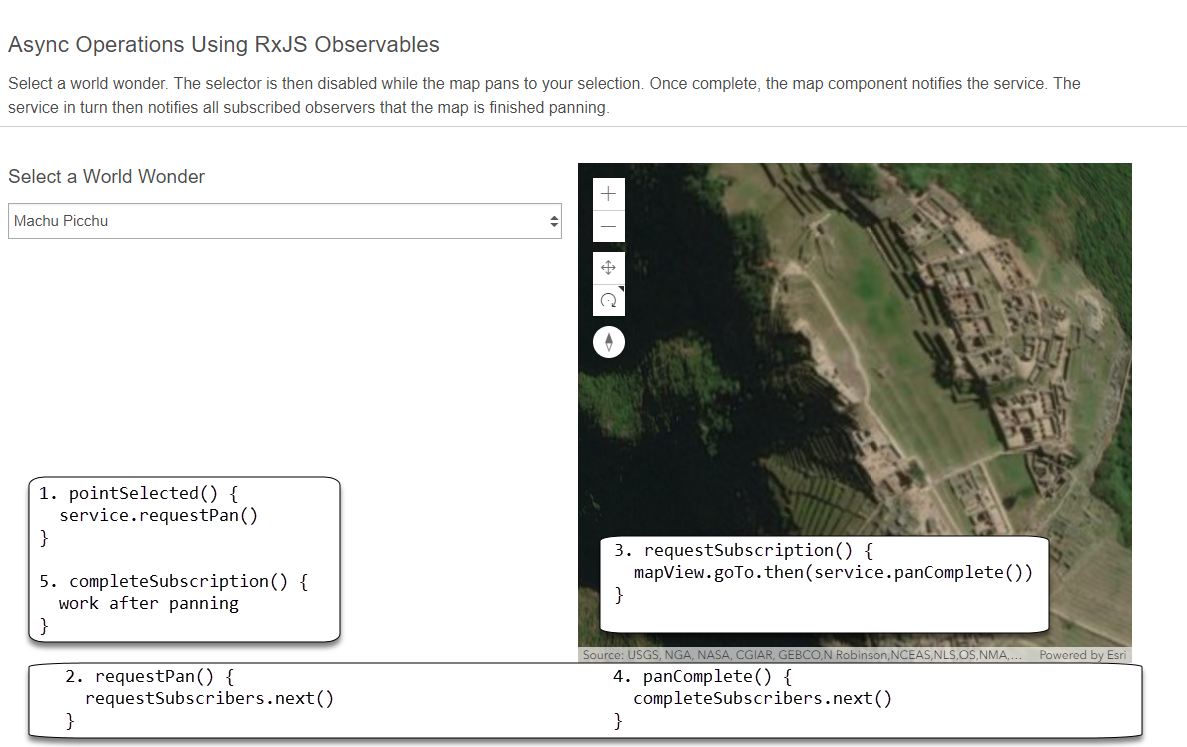 Async Operations Using RxJS Observables
Select a world wonder. The selector is then disabled while the map pans to your selection. Once complete, the map component notifies the service. The
service in turn then notifies all subscribed observers that the map is finished panning.
Select a World Wonder
Machu Picchu
1. pointSelected() {
service.requestPan()
}
5. completeSubscription() {
work after panning
}
3. requestSubscription() {
mapView.goTo.then(service.panComplete())
}
Source: USGS, NGA, NASA, CGIAR, GEBCO,N Robinson,NCEAS,NLS,OS,NMA,... Powered by Esri
2. requestPan() {
requestSubscribers.next()
}
4. panComplete() {
completeSubscribers.next()
}